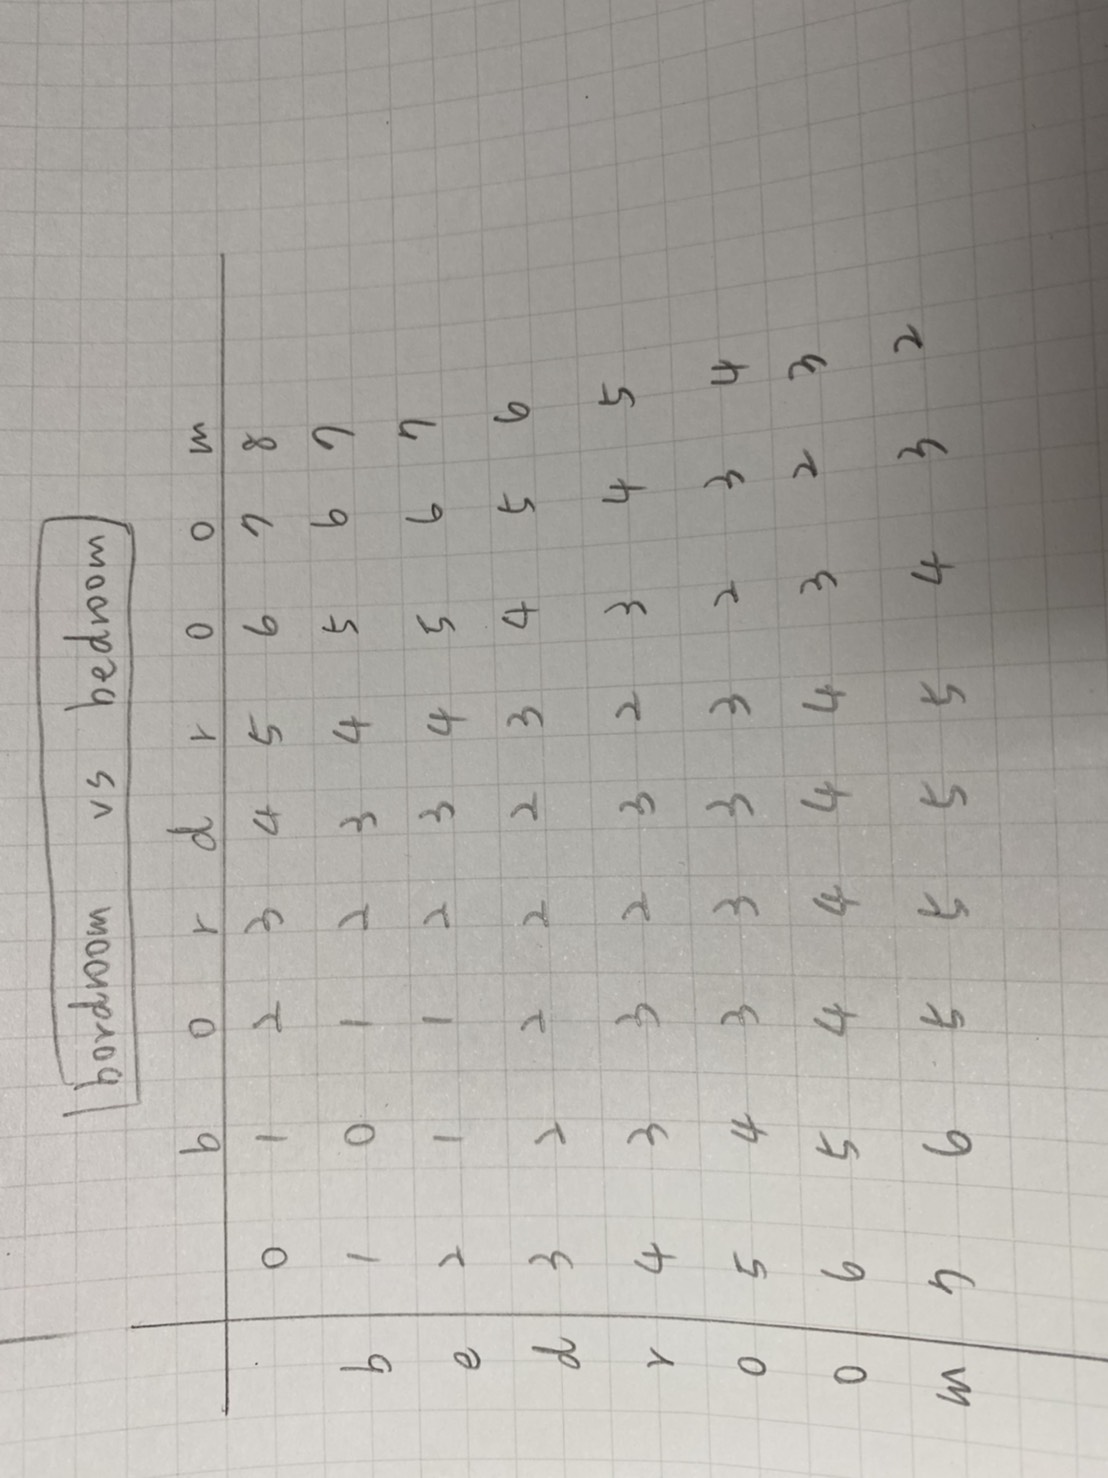 bordroom vs bedroom
b o r d r o o m
0 1 2 3 4 5 6 7 8
b 1 0 1 2 3 4 5 6 7
e 2 1 1 2 3 4 5 6 7
d 3 2 2 2 2 3 4 5 6
r 4 3 3 2 3 2 3 4 5
o 5 4 3 3 3 3 2 3 4
o 6 5 4 4 4 4 3 2 3
m 7 6 5 5 5 5 4 3 2